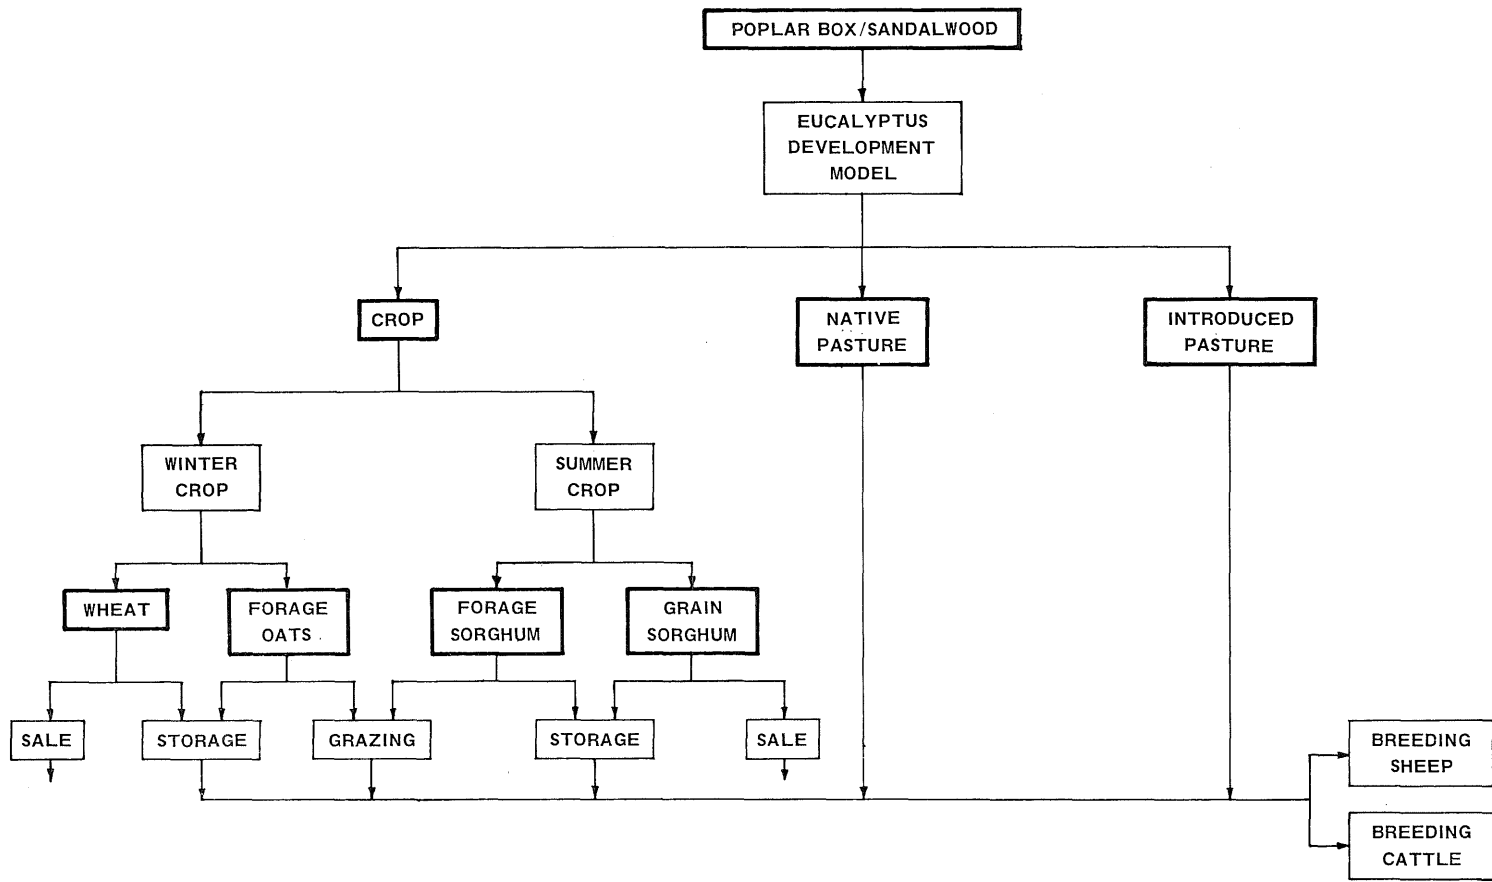 POPLAR BOX/SANDALWOOD
EUCALYPTUS
DEVELOPMENT
MODEL
CROP
NATIVE
PASTURE
INTRODUCED
PASTURE
WINTER
CROP
SUMMER
CROP
WHEAT
FORAGE
OATS
FORAGE
SORGHUM
GRAIN
SORGHUM
SALE
STORAGE
GRAZING
STORAGE
SALE
BREEDING
SHEEP
BREEDING
CATTLE